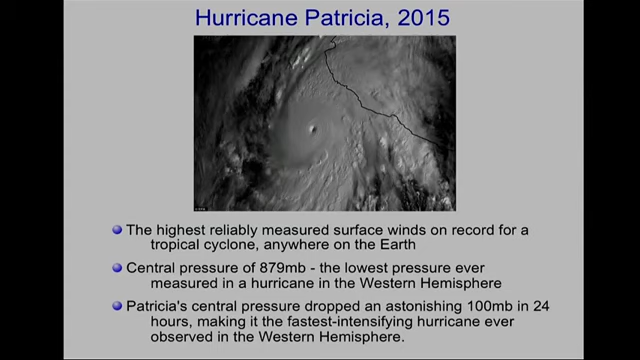 Hurricane Patricia, 2015
The highest reliably measured surface winds on record for a
tropical cyclone, anywhere on the Earth
Central pressure of 879mb - the lowest pressure ever
measured in a hurricane in the Western Hemisphere
Patricia's central pressure dropped an astonishing 100mb in 24
hours, making it the fastest-intensifying hurricane ever
observed in the Western Hemisphere.